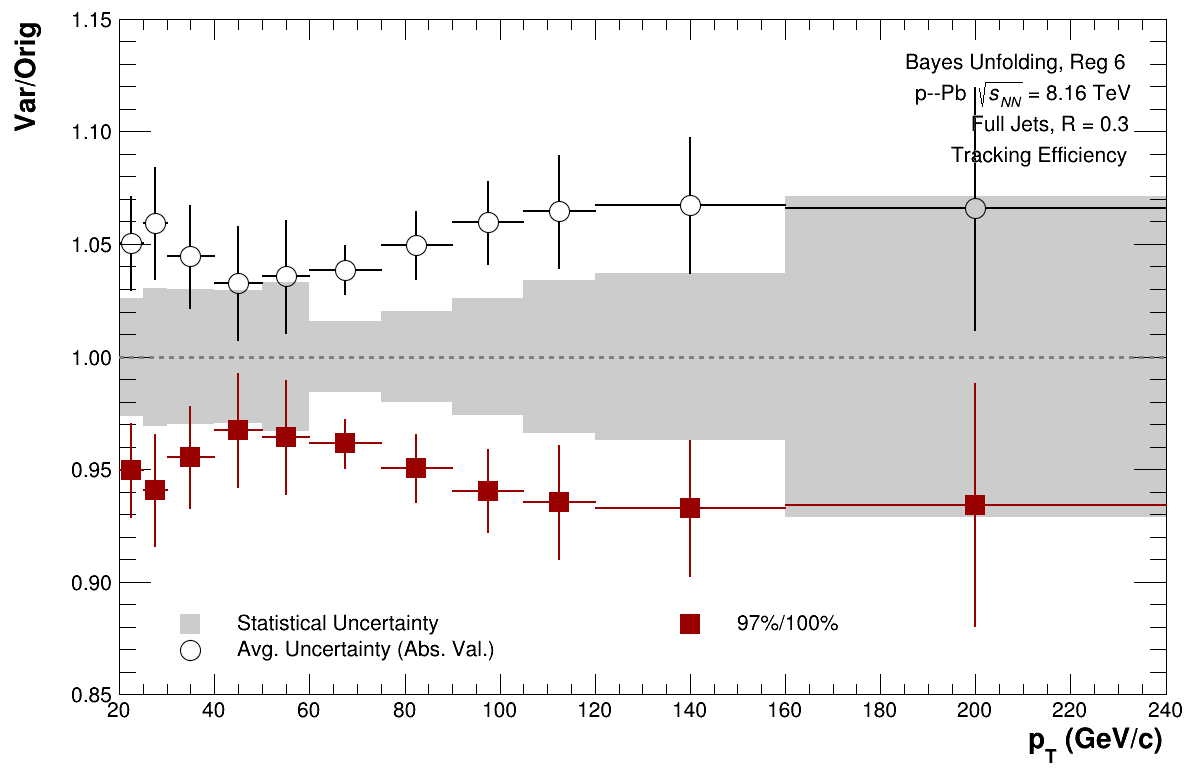 Var/Orig
1.15
1.10
1.05
1.00
0.95
0.90
0.85
Bayes Unfolding, Reg 6
p--Pb √sNN = 8.16 TeV
Full Jets, R = 0.3
Tracking Efficiency
Statistical Uncertainty
Avg. Uncertainty (Abs. Val.)
97%/100%
20 40 60 80 100 120 140 160 180 200 220 240
pT (GeV/c)